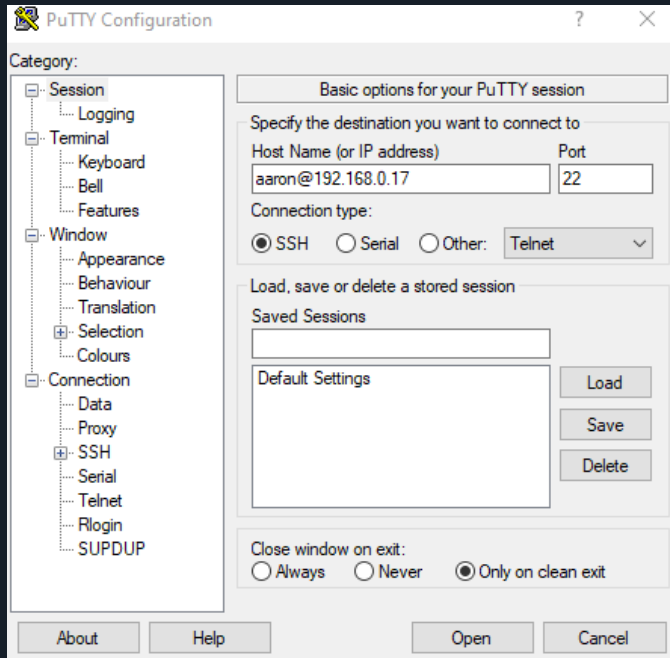 PuTTY Configuration
?
Category:
Session
Logging
Terminal
Keyboard
Bell
Features
Window
Appearance
Behaviour
Translation
Selection
Colours
Connection
Data
Proxy
SSH
Serial
Telnet
Rlogin
SUPDUP
Basic options for your PuTTY session
Specify the destination you want to connect to
Host Name (or IP address) Port
aaron@192.168.0.17 22
Connection type:
SSH Serial Other: Telnet
Load, save or delete a stored session
Saved Sessions
Default Settings
Load
Save
Delete
Close window on exit:
Always Never Only on clean exit
About Help Open Cancel